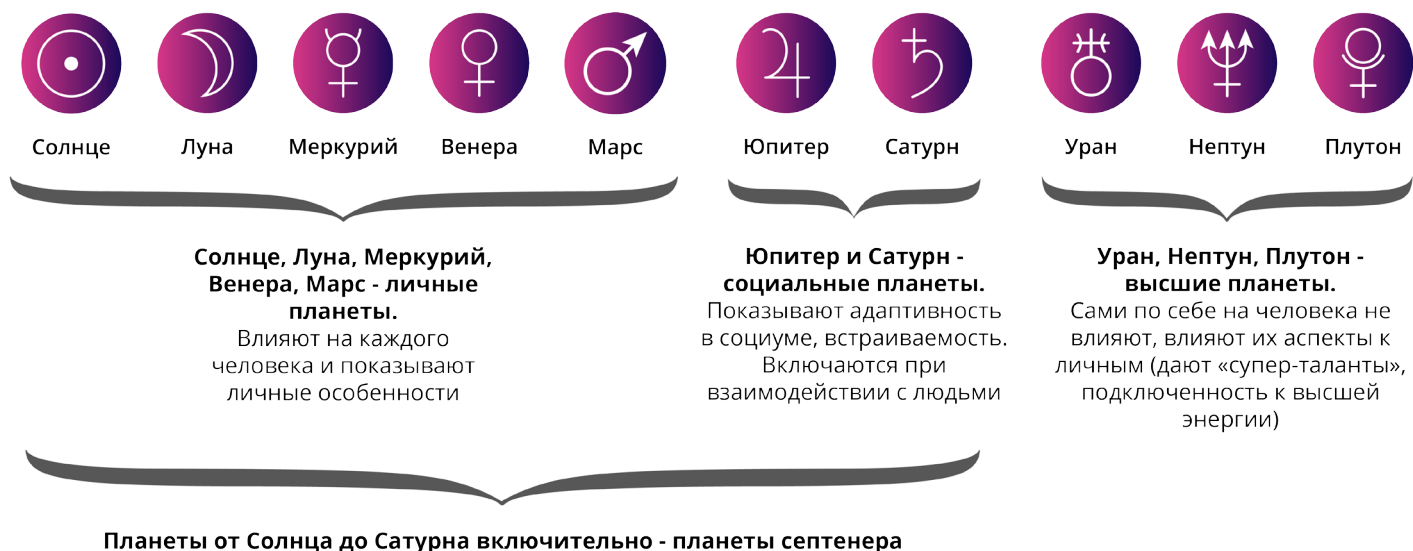 Солнце Луна Меркурий Венера Марс Юпитер Сатурн Уран Нептун Плутон
Солнце, Луна, Меркурий,
Венера, Марс - личные
планеты.
Влияют на каждого
человека и показывают
личные особенности
Юпитер и Сатурн -
социальные планеты.
Показывают адаптивность
в социуме, встраиваемость.
Включаются при
взаимодействии с людьми
Уран, Нептун, Плутон -
высшие планеты.
Сами по себе на человека не
влияют, влияют их аспекты к
личным (дают «супер-таланты»,
подключенность к высшей
энергии)
Планеты от Солнца до Сатурна включительно - планеты септенера